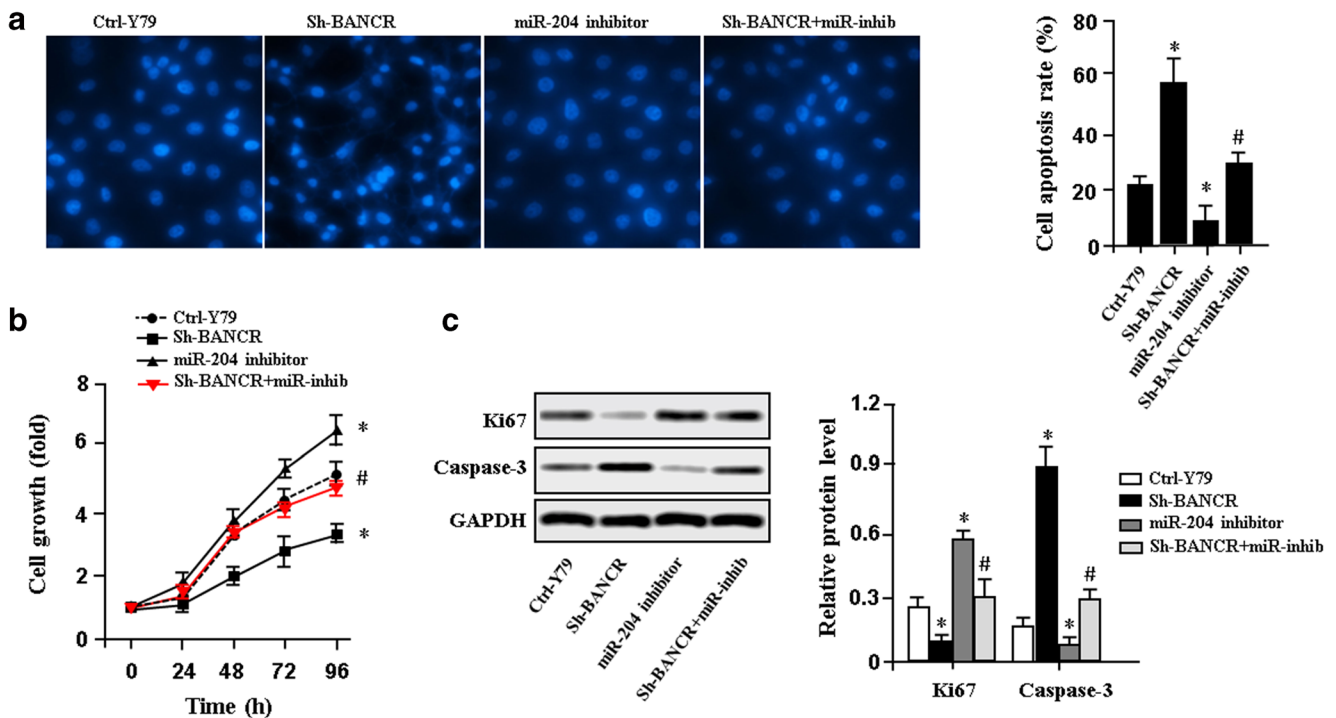 a
Ctrl-Y79
Sh-BANCR
miR-204 inhibitor
Sh-BANCR+miR-inhib
Cell apoptosis rate (%)
80
60
40
20
0
*
*
#
Ctrl-Y79
Sh-BANCR
miR-204 inhibitor
Sh-BANCR+miR-inhib
b
Ctrl-Y79
Sh-BANCR
miR-204 inhibitor
Sh-BANCR+miR-inhib
Cell growth (fold)
8
6
4
2
0
*
#
*
0 24 48 72 96
Time (h)
c
Ki67
Caspase-3
GAPDH
Ctrl-Y79
Sh-BANCR
miR-204 inhibitor
Sh-BANCR+miR-inhib
Relative protein level
1.2
0.9
0.6
0.3
0
*
*
#
*
*
#
Ki67 Caspase-3
Ctrl-Y79
Sh-BANCR
miR-204 inhibitor
Sh-BANCR+miR-inhib